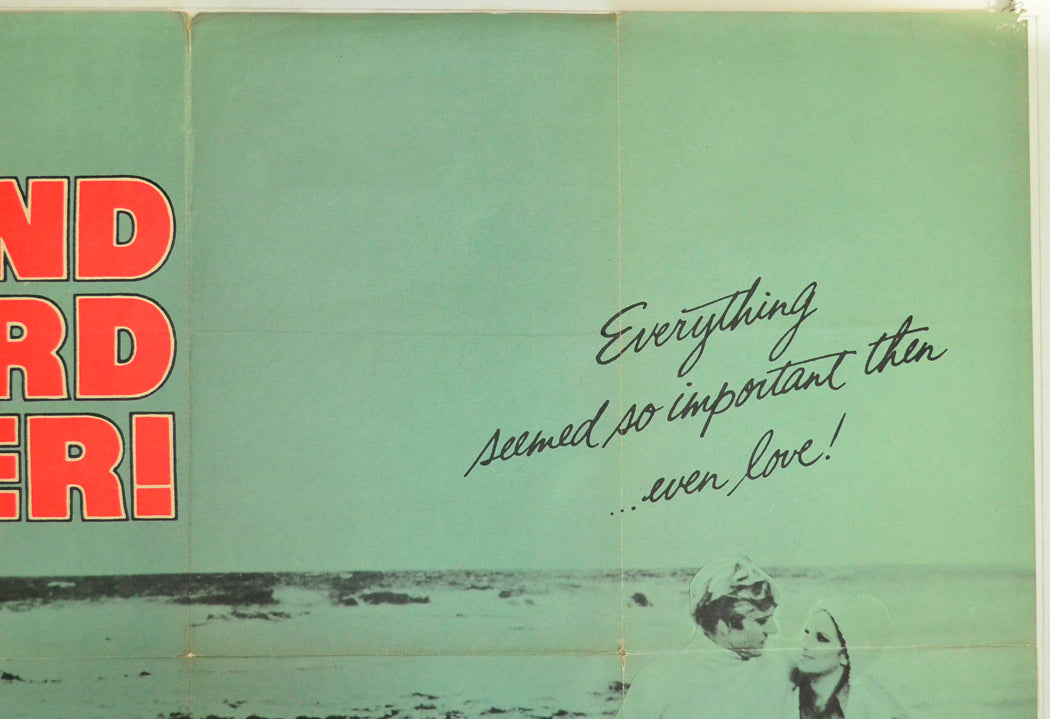 ND
RD
ER!
Everything
seemed so important then
...even love!